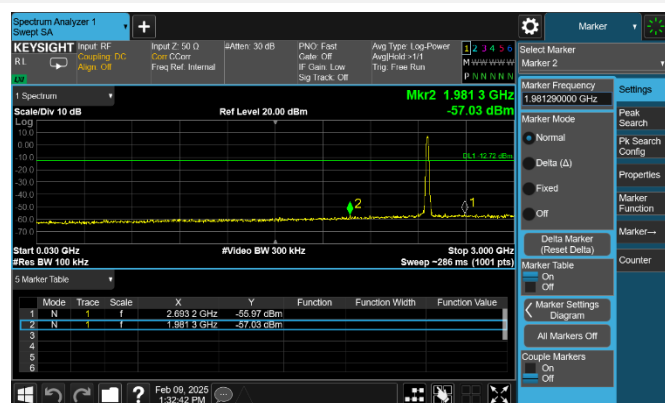 Spectrum Analyzer 1
Swept SA
Marker
KEYSIGHT Input: RF Input Z: 50 Ω #Atten: 30 dB PNO: Fast Avg Type: Log-Power 1 2 3 4 5 6
RL Coupling: DC Corr CCorr Gate: Off Avg|Hold:>1/1 M W W W W W
Align: Off Freq Ref: Internal IF Gain: Low Trig: Free Run
Sig Track: Off P N N N N N
LXI
Select Marker
Marker 2
1 Spectrum
Mkr2 1.981 3 GHz
Scale/Div 10 dB Ref Level 20.00 dBm -57.03 dBm
Log
10.0
0.00
-10.0
DL1 -12.72 dBm
-20.0
-30.0
-40.0
-50.0
-60.0
-70.0
2
1
Start 0.030 GHz #Video BW 300 kHz Stop 3.000 GHz
#Res BW 100 kHz Sweep ~286 ms (1001 pts)
5 Marker Table
Mode Trace Scale X Y Function Function Width Function Value
1 N 1 f 2.693 2 GHz -55.97 dBm
2 N 1 f 1.981 3 GHz -57.03 dBm
3
4
5
6
Marker Frequency
1.981290000 GHz
Marker Mode
Normal
Delta (Δ)
Fixed
Off
Delta Marker
(Reset Delta)
Marker Table
On
Off
Marker Settings
Diagram
All Markers Off
Couple Markers
On
Off
Settings
Peak
Search
Pk Search
Config
Properties
Marker
Function
Marker→
Counter
?
Feb 09, 2025
1:32:42 PM